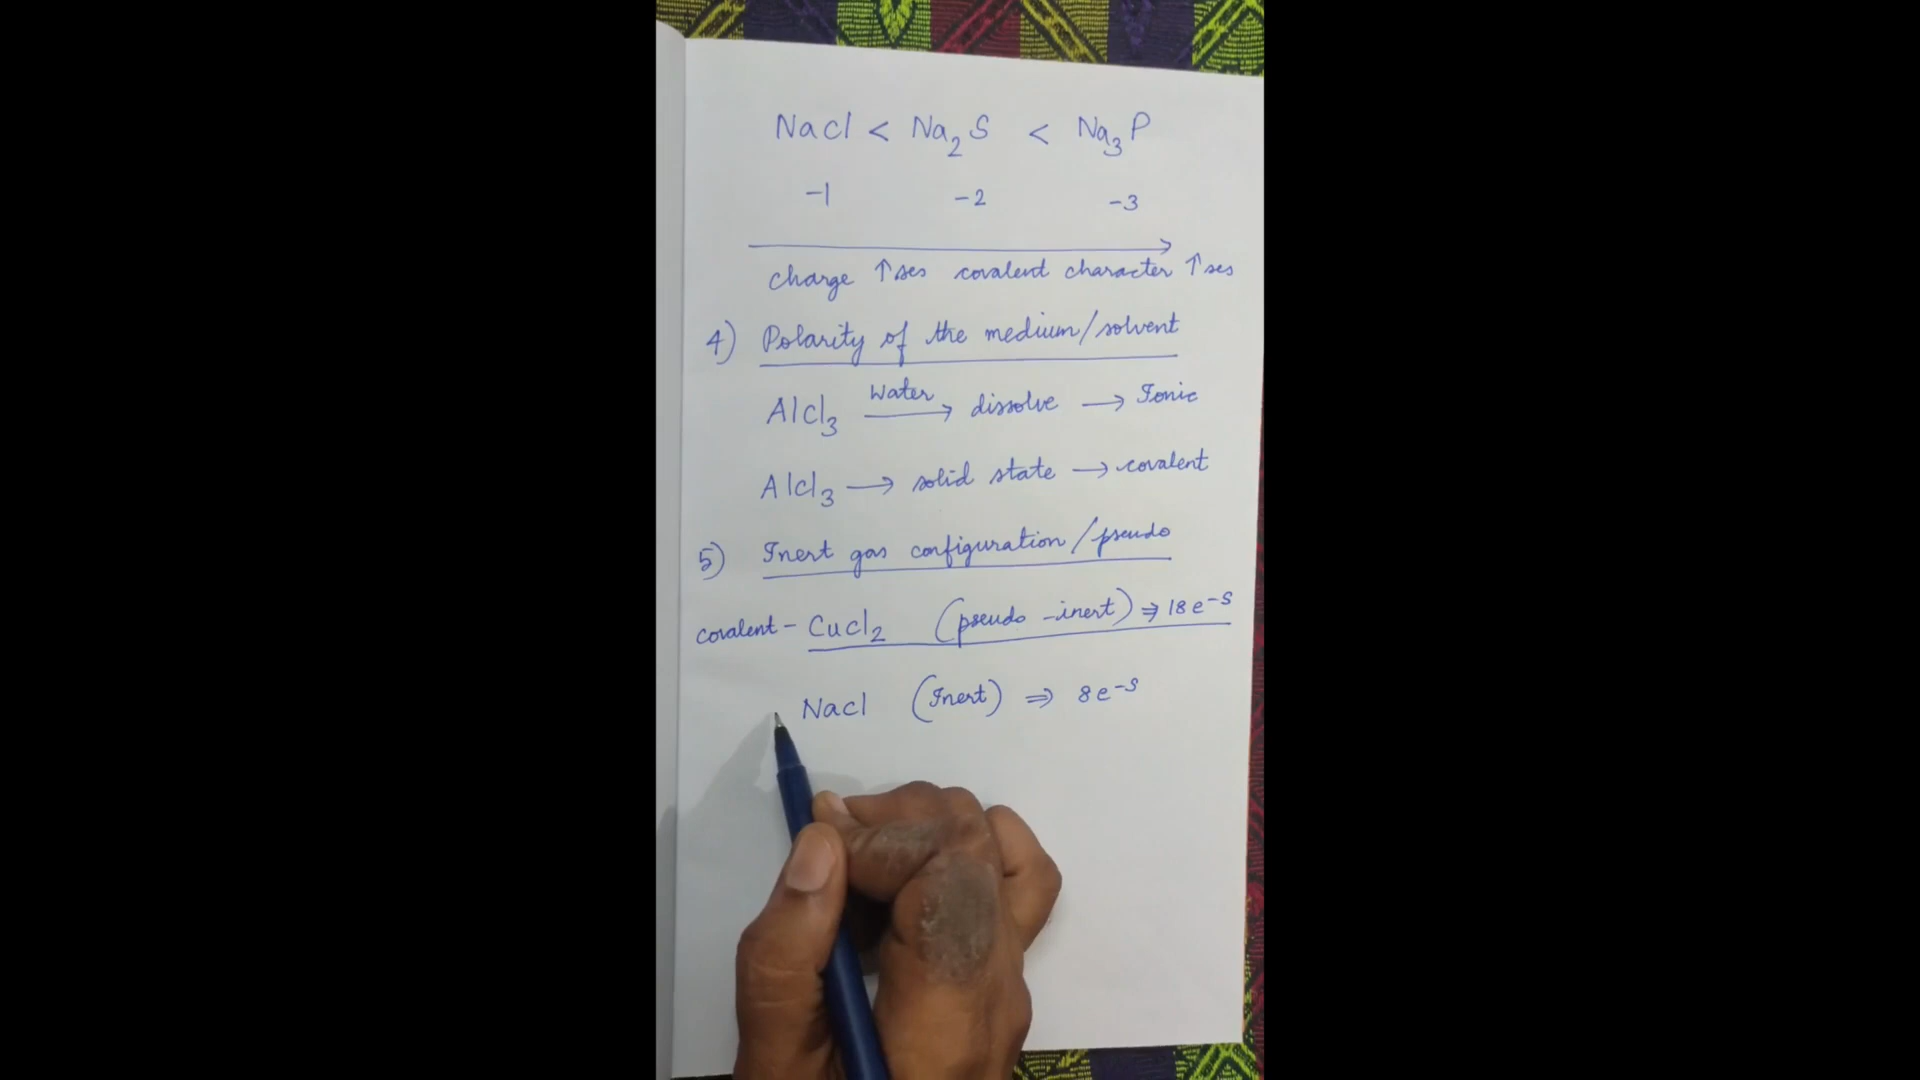 NaCl < Na2S < Na3P
-1 -2 -3
charge ↑ses covalent character ↑ses
4) Polarity of the medium/solvent
AlCl3 Water → dissolve → Ionic
AlCl3 → solid state → covalent
5) Inert gas configuration/pseudo
covalent - CuCl2 (pseudo-inert) ⇒ 18e-s
NaCl (Inert) ⇒ 8e-s